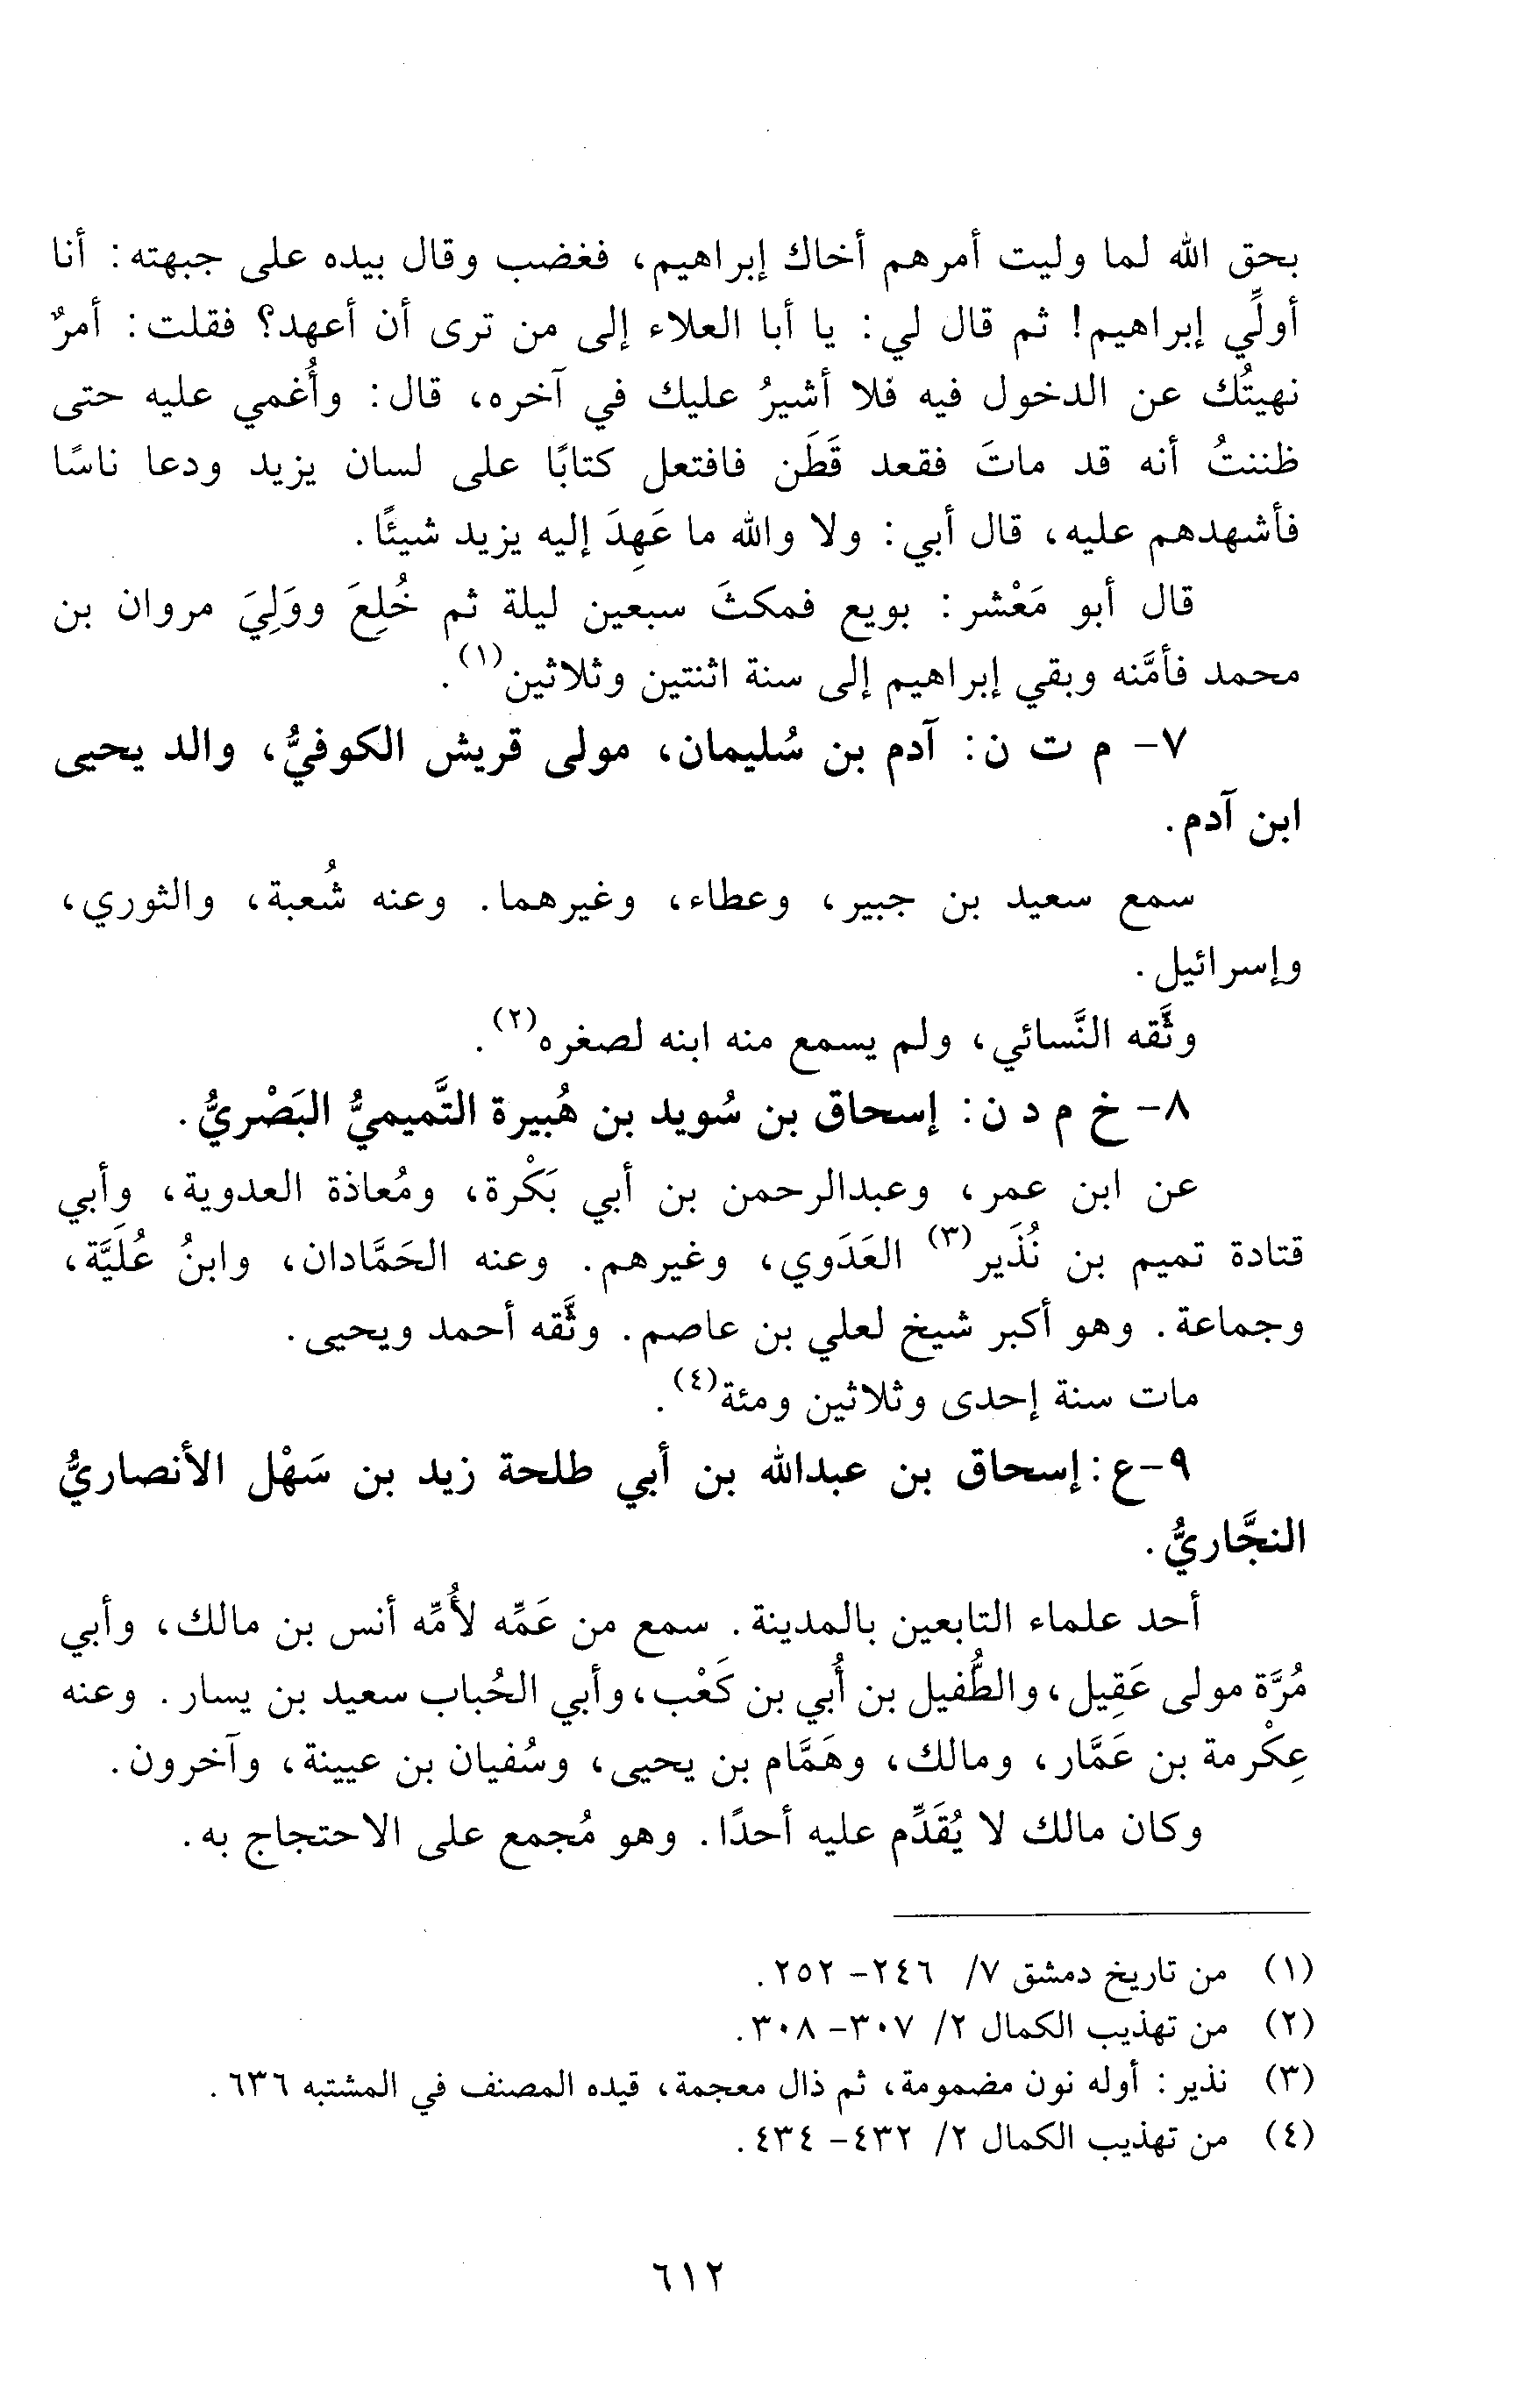 بحق الله لما وليت أمرهم أخاك إبراهيم، فغضب وقال بيده على جبهته: أنا
أولِّي إبراهيم! ثم قال لي: يا أبا العلاء إلى من ترى أن أعهد؟ فقلت: أمرٌ
نهيتُك عن الدخول فيه فلا أشيرُ عليك في آخره، قال: وأُغمي عليه حتى
ظننتُ أنه قد ماتَ فقعد قَطَن فافتعل كتابًا على لسان يزيد ودعا ناسًا
فأشهدهم عليه، قال أبي: ولا والله ما عَهِدَ إليه يزيد شيئًا.
قال أبو مَعْشر: بويع فمكثَ سبعين ليلة ثم خُلِعَ ووَلِيَ مروان بن
محمد فأمَّنه وبقي إبراهيم إلى سنة اثنتين وثلاثين(١).
٧- م ت ن: آدم بن سُليمان، مولى قريش الكوفيُّ، والد يحيى
ابن آدم.
سمع سعيد بن جبير، وعطاء، وغيرهما. وعنه شُعبة، والثوري،
وإسرائيل.
وثَّقه النَّسائي، ولم يسمع منه ابنه لصغره(٢).
٨- خ م د ن: إسحاق بن سُويد بن هُبيرة التَّميميُّ البَصْريُّ.
عن ابن عمر، وعبدالرحمن بن أبي بَكْرة، ومُعاذة العدوية، وأبي
قتادة تميم بن نُذَير(٣) العَدَوي، وغيرهم. وعنه الحَمَّادان، وابنُ عُلَيَّة،
وجماعة. وهو أكبر شيخ لعلي بن عاصم. وثَّقه أحمد ويحيى.
مات سنة إحدى وثلاثين ومئة(٤).
٩-ع: إسحاق بن عبدالله بن أبي طلحة زيد بن سَهْل الأنصاريُّ
النجَّاريُّ.
أحد علماء التابعين بالمدينة. سمع من عَمِّه لأُمِّه أنس بن مالك، وأبي
مُرَّة مولى عَقِيل، والطُّفيل بن أُبي بن كَعْب، وأبي الحُباب سعيد بن يسار. وعنه
عِكْرمة بن عَمَّار، ومالك، وهَمَّام بن يحيى، وسُفيان بن عيينة، وآخرون.
وكان مالك لا يُقَدِّم عليه أحدًا. وهو مُجمع على الاحتجاج به.
(١) من تاريخ دمشق ٧/ ٢٤٦- ٢٥٢.
(٢) من تهذيب الكمال ٢/ ٣٠٧- ٣٠٨.
(٣) نذير: أوله نون مضمومة، ثم ذال معجمة، قيده المصنف في المشتبه ٦٣٦.
(٤) من تهذيب الكمال ٢/ ٤٣٢- ٤٣٤.
٦١٢